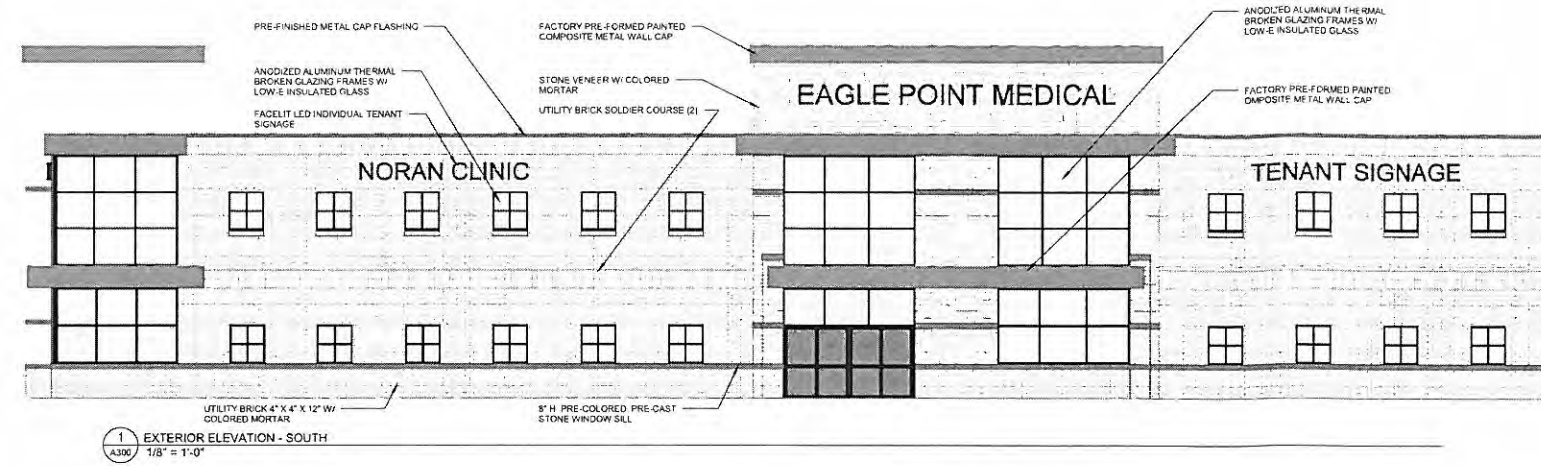 PRE-FINISHED METAL CAP FLASHING
FACTORY PRE-FORMED PAINTED
COMPOSITE METAL WALL CAP
ANODIZED ALUMINUM THERMAL
BROKEN GLAZING FRAMES W/
LOW-E INSULATED GLASS
ANODIZED ALUMINUM THERMAL
BROKEN GLAZING FRAMES W/
LOW-E INSULATED GLASS
STONE VENEER W/ COLORED
MORTAR
EAGLE POINT MEDICAL
FACTORY PRE-FORMED PAINTED
OMPOSITE METAL WALL CAP
FACELIT LED INDIVIDUAL TENANT
SIGNAGE
UTILITY BRICK SOLDIER COURSE (2)
NORAN CLINIC
TENANT SIGNAGE
UTILITY BRICK 4" X 4" X 12" W/
COLORED MORTAR
8" H PRE-COLORED, PRE-CAST
STONE WINDOW SILL
1
A300
EXTERIOR ELEVATION - SOUTH
1/8" = 1'-0"